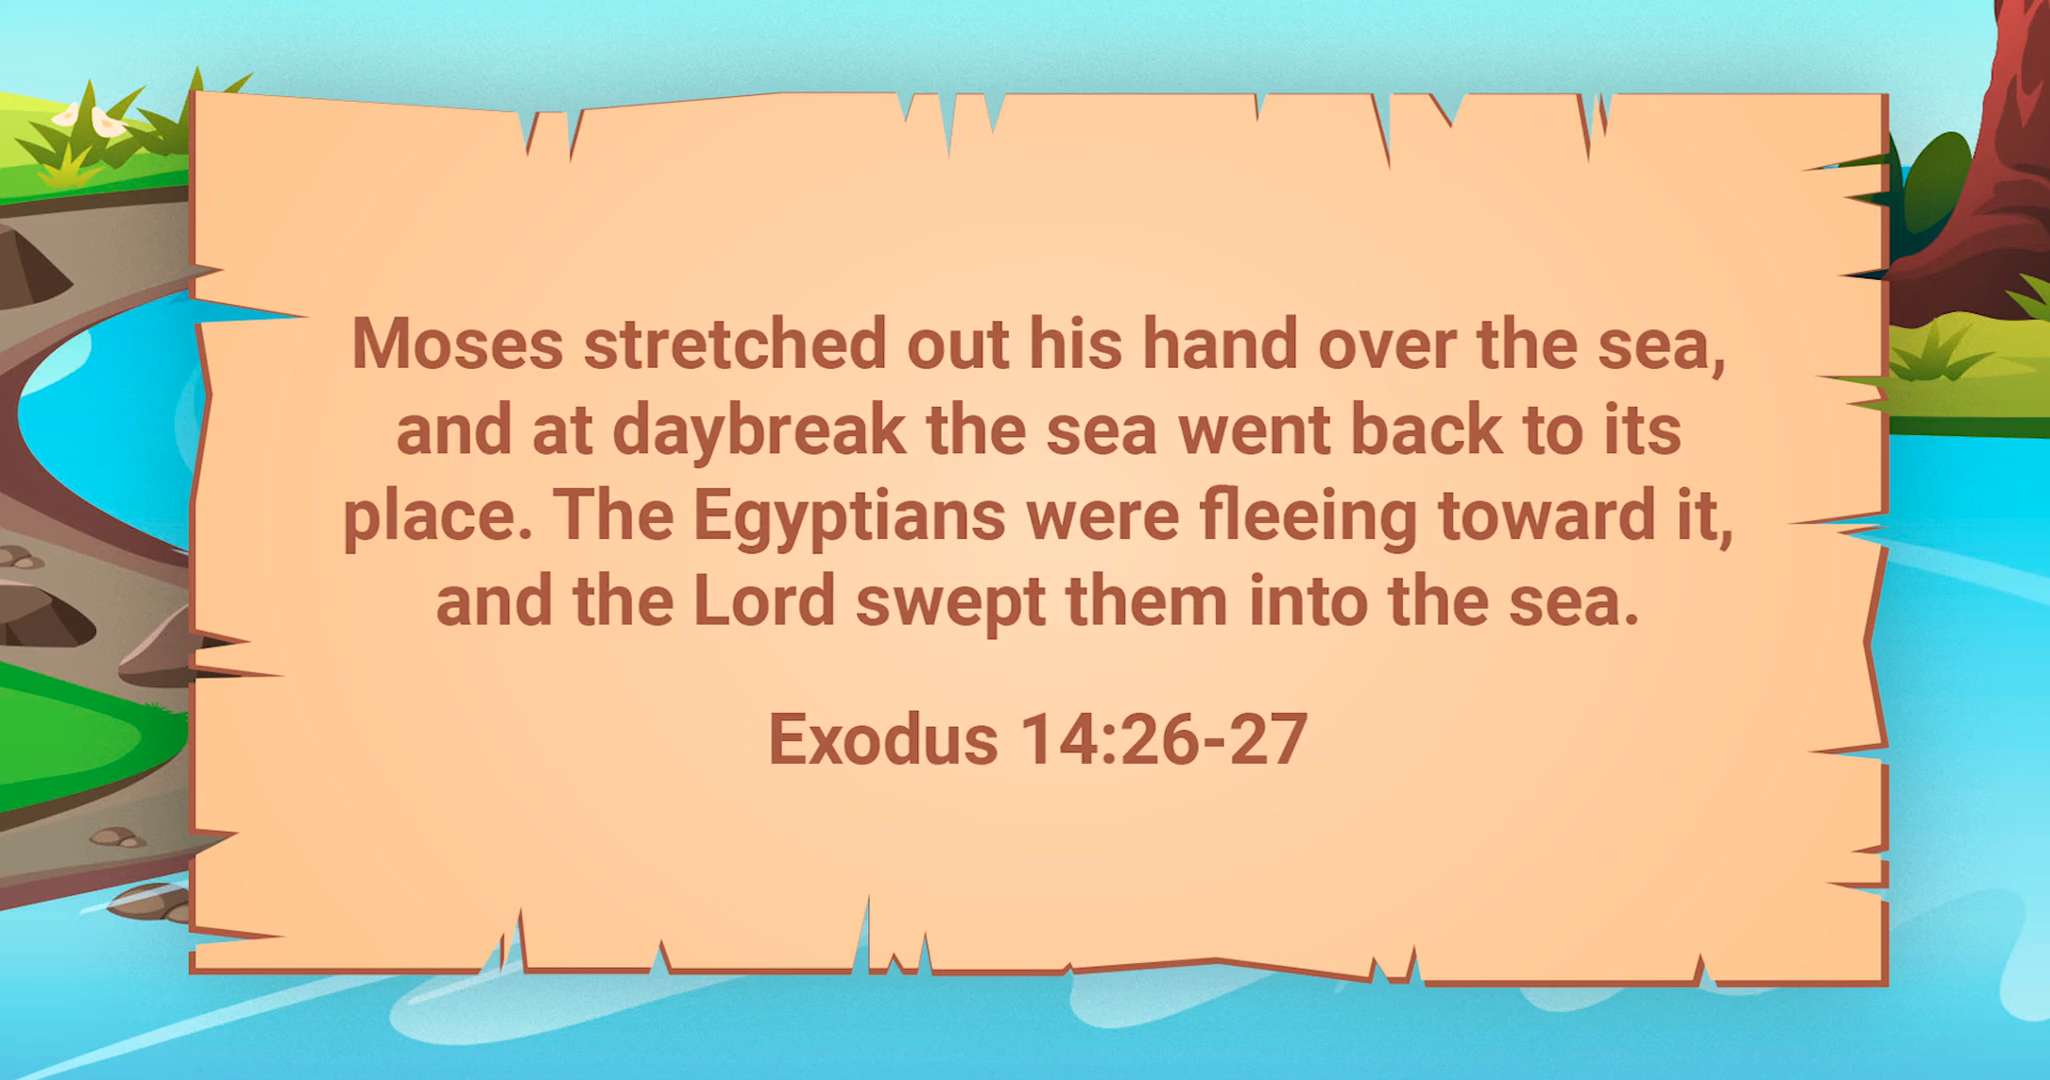 Moses stretched out his hand over the sea,
and at daybreak the sea went back to its
place. The Egyptians were fleeing toward it,
and the Lord swept them into the sea.
Exodus 14:26-27